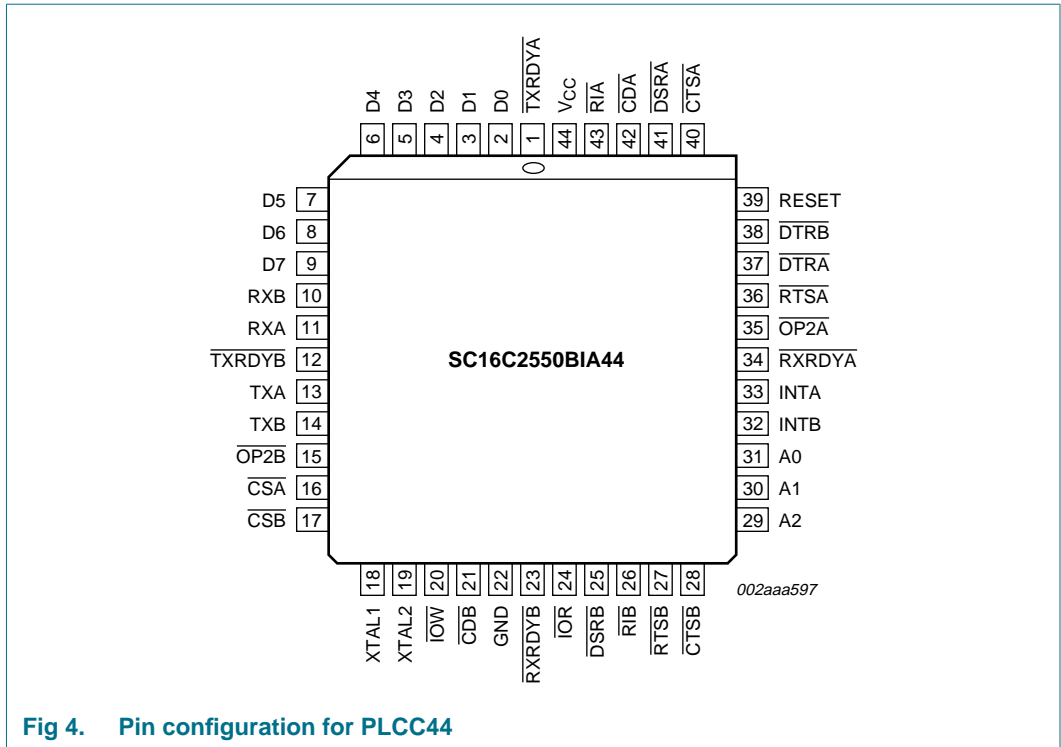 D4 D3 D2 D1 D0 TXRDYA VCC RIA CDA DSRA CTSA
6 5 4 3 2 1 44 43 42 41 40
D5 7 39 RESET
D6 8 38 DTRB
D7 9 37 DTRA
RXB 10 36 RTSA
RXA 11 35 OP2A
TXRDYB 12 SC16C2550BIA44 34 RXRDYA
TXA 13 33 INTA
TXB 14 32 INTB
OP2B 15 31 A0
CSA 16 30 A1
CSB 17 29 A2
18 19 20 21 22 23 24 25 26 27 28
002aaa597
XTAL1 XTAL2 IOW CDB GND RXRDYB IOR DSRB RIB RTSB CTSB
Fig 4. Pin configuration for PLCC44